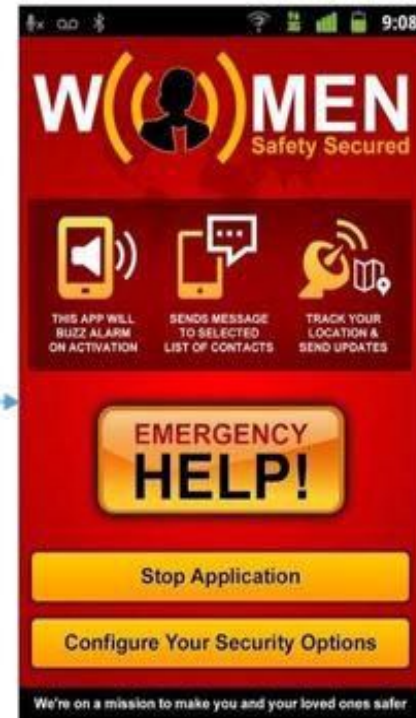 9:08
W MEN
Safety Secured
THIS APP WILL
BUZZ ALARM
ON ACTIVATION
SENDS MESSAGE
TO SELECTED
LIST OF CONTACTS
TRACK YOUR
LOCATION &
SEND UPDATES
EMERGENCY
HELP!
Stop Application
Configure Your Security Options
We're on a mission to make you and your loved ones safer